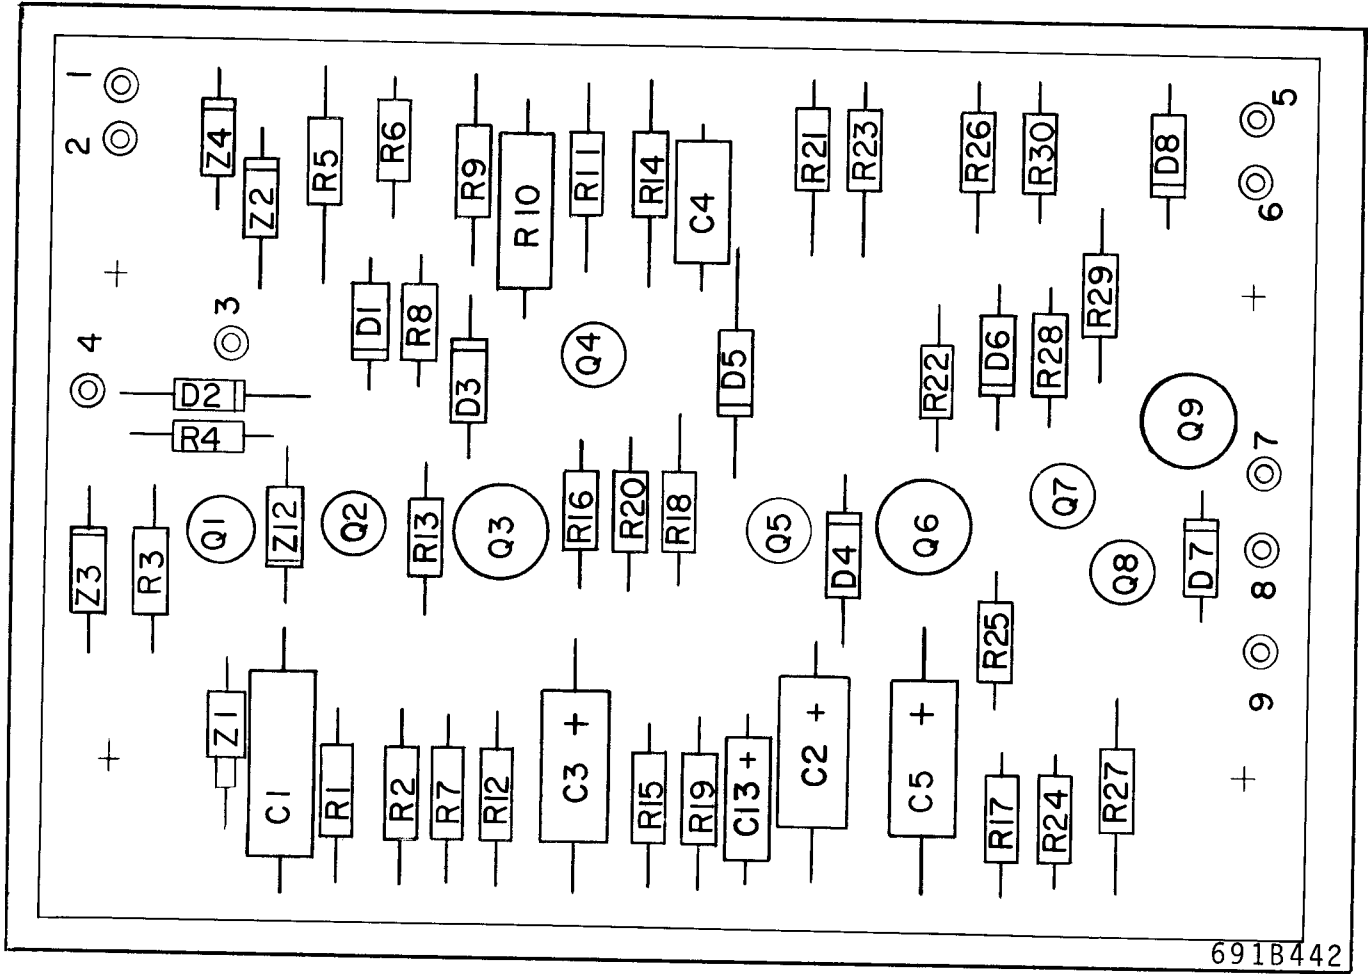 1
2
Z4
Z2
R5
R6
R9
R10
R11
R14
C4
R21
R23
R26
R30
D8
5
6
3
4
D1
R8
D3
Q4
D5
R22
D6
R28
R29
D2
R4
Q9
7
Z3
R3
Q1
Z12
Q2
R13
Q3
R16
R20
R18
Q5
D4
Q6
Q7
Q8
D7
8
9
Z1
C1
R1
R2
R7
R12
C3 +
R15
R19
C13 +
C2 +
C5 +
R25
R17
R24
R27
691B442